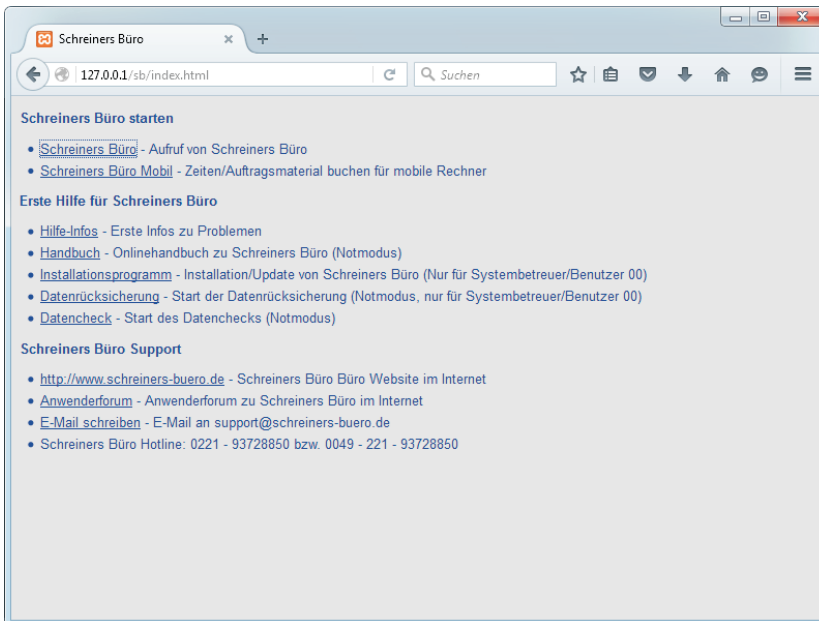 Schreiners Büro
127.0.0.1/sb/index.html
Suchen
Schreiners Büro starten
Schreiners Büro - Aufruf von Schreiners Büro
Schreiners Büro Mobil - Zeiten/Auftragsmaterial buchen für mobile Rechner
Erste Hilfe für Schreiners Büro
Hilfe-Infos - Erste Infos zu Problemen
Handbuch - Onlinehandbuch zu Schreiners Büro (Notmodus)
Installationsprogramm - Installation/Update von Schreiners Büro (Nur für Systembetreuer/Benutzer 00)
Datenrücksicherung - Start der Datenrücksicherung (Notmodus, nur für Systembetreuer/Benutzer 00)
Datencheck - Start des Datenchecks (Notmodus)
Schreiners Büro Support
http://www.schreiners-buero.de - Schreiners Büro Büro Website im Internet
Anwenderforum - Anwenderforum zu Schreiners Büro im Internet
E-Mail schreiben - E-Mail an support@schreiners-buero.de
Schreiners Büro Hotline: 0221 - 93728850 bzw. 0049 - 221 - 93728850